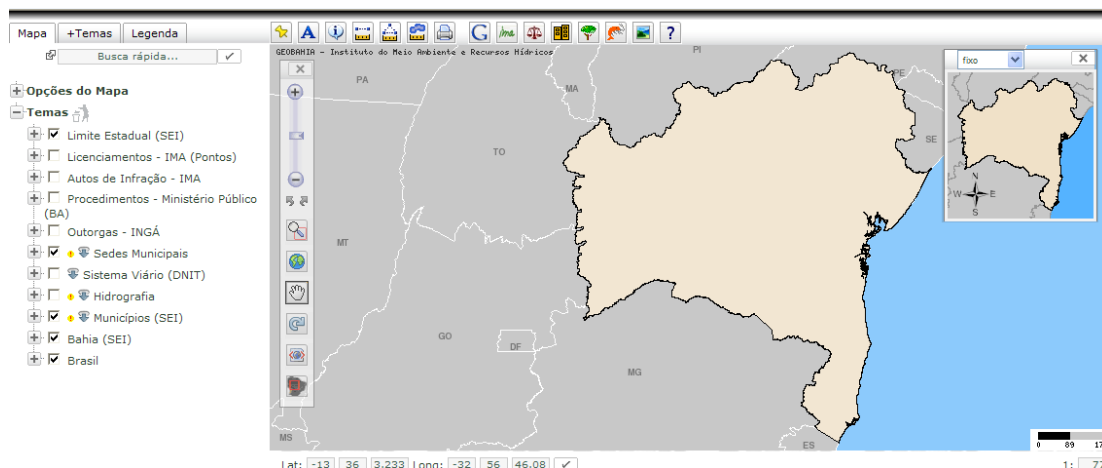 Mapa +Temas Legenda
Busca rápida...
Opções do Mapa
Temas
Limite Estadual (SEI)
Licenciamentos - IMA (Pontos)
Autos de Infração - IMA
Procedimentos - Ministério Público
(BA)
Outorgas - INGÁ
Sedes Municipais
Sistema Viário (DNIT)
Hidrografia
Municípios (SEI)
Bahia (SEI)
Brasil
A i G ima ?
GEOBAHIA - Instituto do Meio Ambiente e Recursos Hídricos
PI
PA
MA
PE
SE
TO
MT
GO
DF
MG
MS
ES
fixo
N
W E
S
0 89
Lat: -13 36 3.233 Long: -32 56 46.08
1: